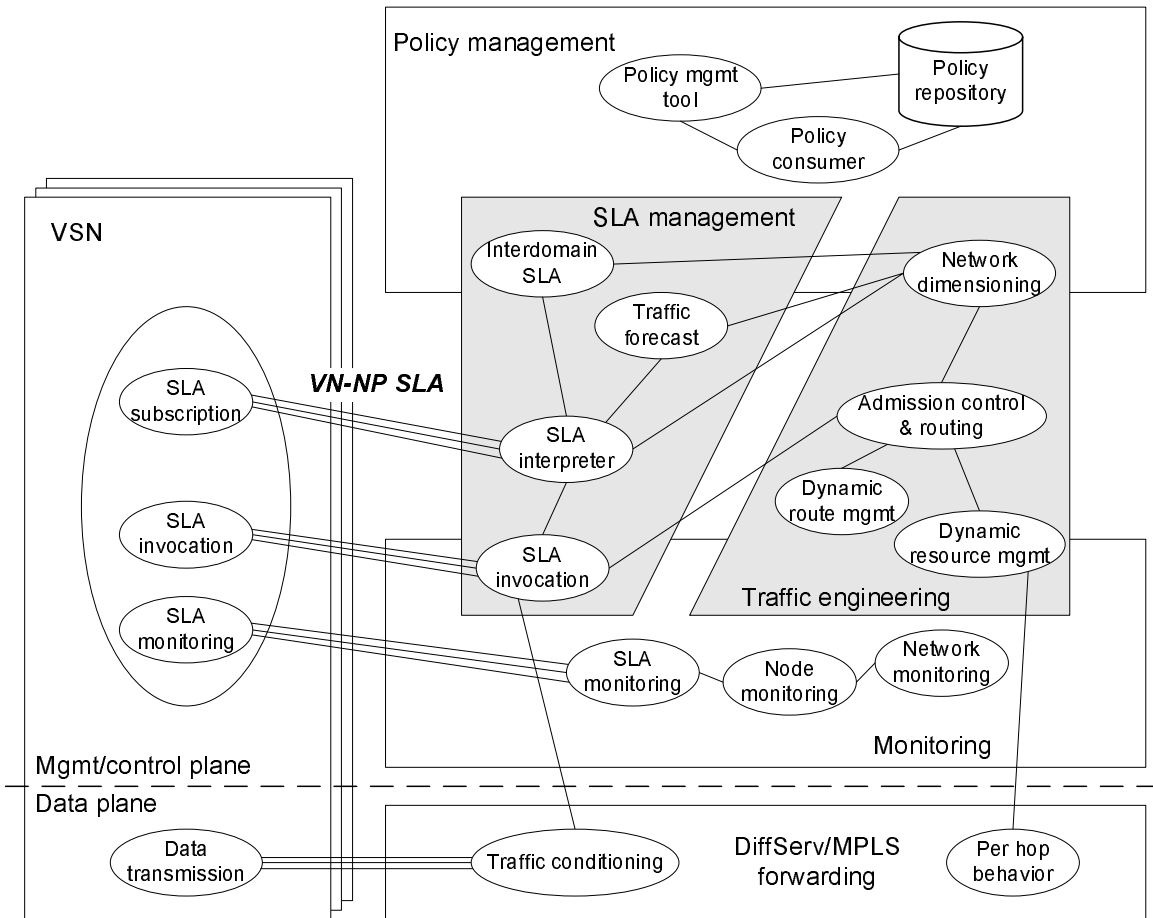 Policy management
Policy mgmt
tool
Policy
repository
Policy
consumer
VSN
SLA management
Interdomain
SLA
Network
dimensioning
Traffic
forecast
VN-NP SLA
SLA
subscription
SLA
interpreter
Admission control
& routing
Dynamic
route mgmt
SLA
invocation
SLA
invocation
Dynamic
resource mgmt
Traffic engineering
SLA
monitoring
SLA
monitoring
Node
monitoring
Network
monitoring
Monitoring
Mgmt/control plane
Data plane
Data
transmission
Traffic conditioning
DiffServ/MPLS
forwarding
Per hop
behavior